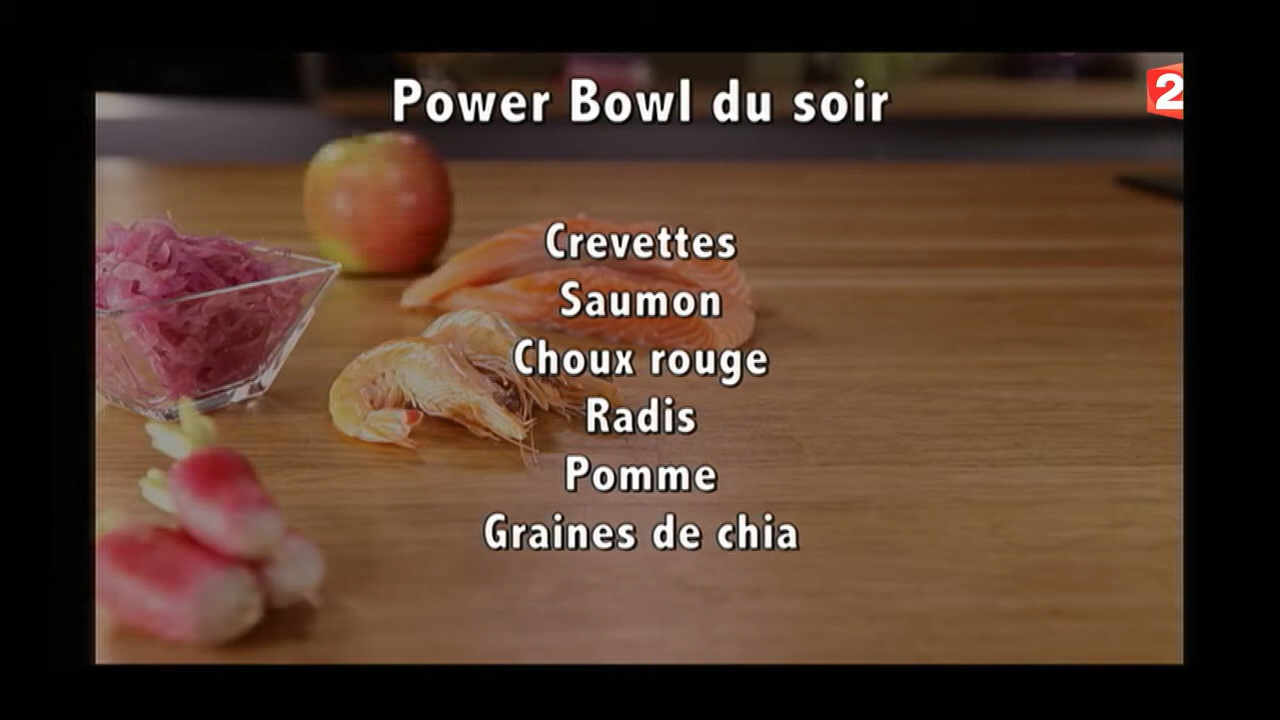 Power Bowl du soir
2
Crevettes
Saumon
Choux rouge
Radis
Pomme
Graines de chia